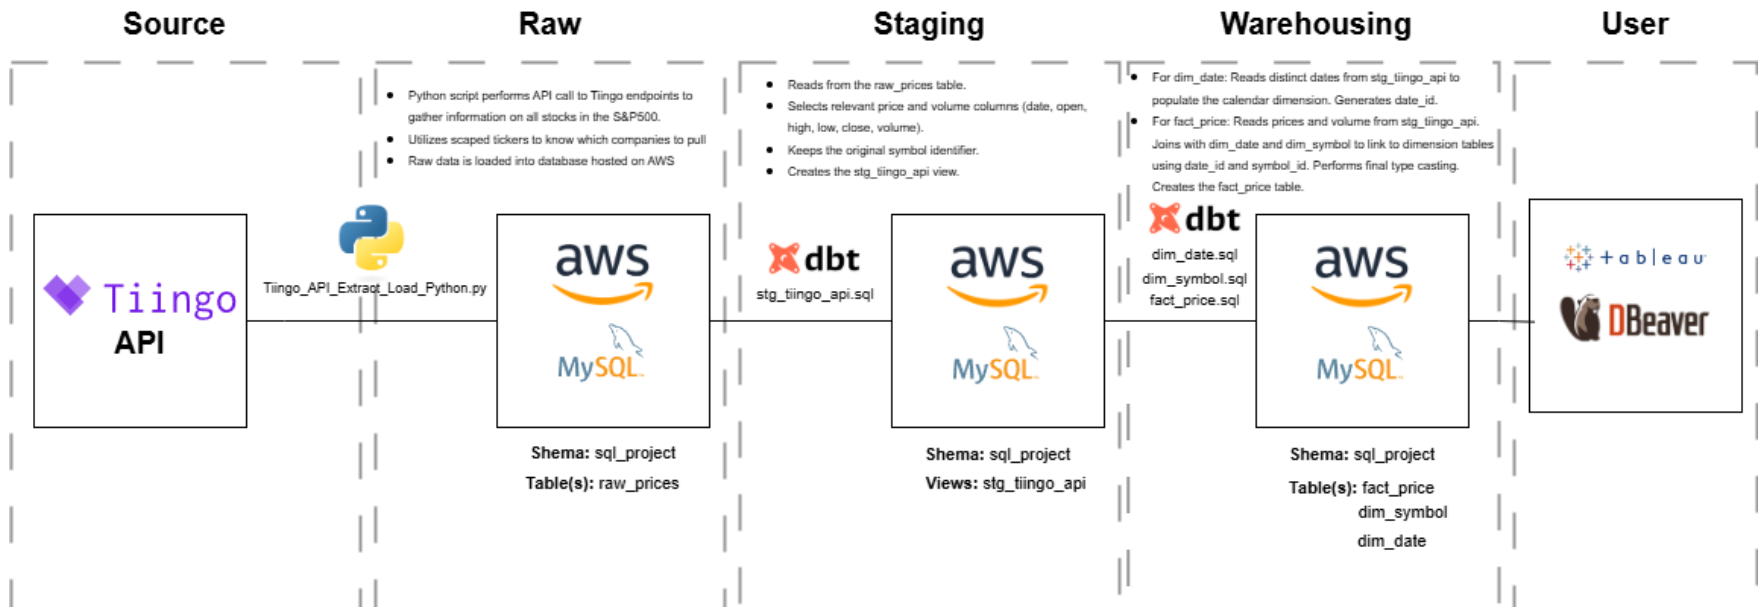 Source
Raw
Staging
Warehousing
User
Python script performs API call to Tiingo endpoints to
gather information on all stocks in the S&P500.
Utilizes scaped tickers to know which companies to pull
Raw data is loaded into database hosted on AWS
Reads from the raw_prices table.
Selects relevant price and volume columns (date, open,
high, low, close, volume).
Keeps the original symbol identifier.
Creates the stg_tiingo_api view.
For dim_date: Reads distinct dates from stg_tiingo_api to
populate the calendar dimension. Generates date_id.
For fact_price: Reads prices and volume from stg_tiingo_api.
Joins with dim_date and dim_symbol to link to dimension tables
using date_id and symbol_id. Performs final type casting.
Creates the fact_price table.
Tiingo
API
Tiingo_API_Extract_Load_Python.py
aws
MySQL
dbt
stg_tiingo_api.sql
aws
MySQL
dbt
dim_date.sql
dim_symbol.sql
fact_price.sql
aws
MySQL
+ableau
DBeaver
Shema: sql_project
Table(s): raw_prices
Shema: sql_project
Views: stg_tiingo_api
Shema: sql_project
Table(s): fact_price
dim_symbol
dim_date